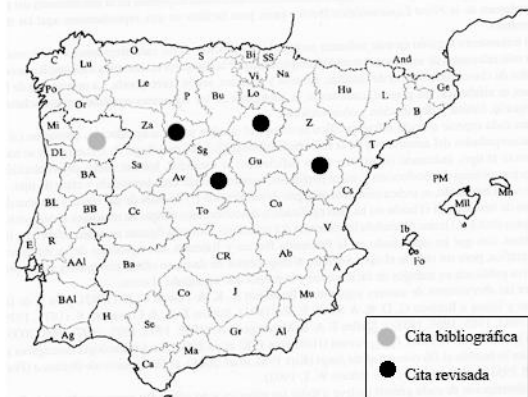 C Lu O S Bi SS And
Po Le Vi Na
Or P Bu Lo Hu L Ge
Mi Za Z B
DL Sg T
BA Sa Av Gu PM Mh
BL BB Cs Mll
Cc To Cu
E R V Ib
AAl Ba CR Ab Fo
BAl A
Co J Mu
H Se
Ag Gr Al
Ma
Ca
Cita bibliográfica
Cita revisada